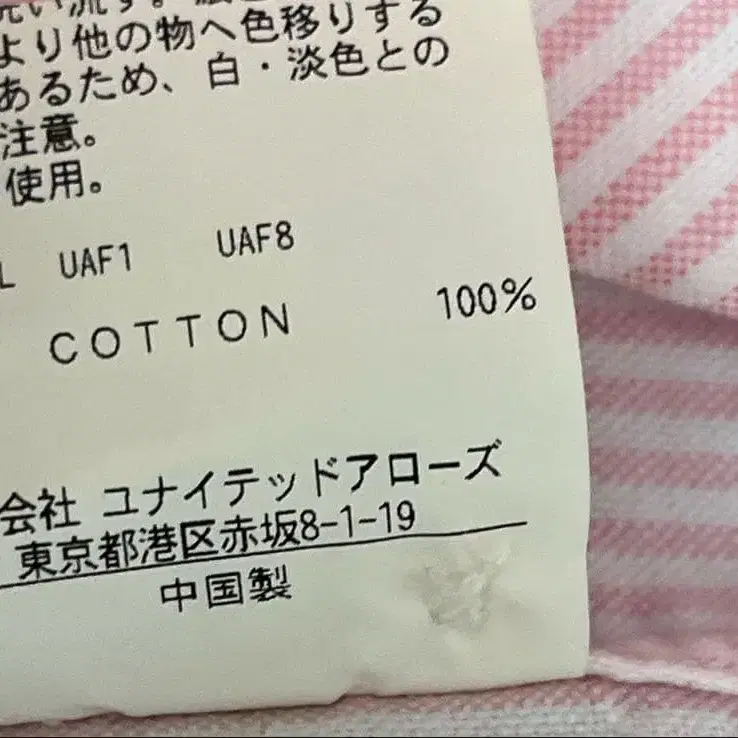 より他の物へ色移りする
あるため、白・淡色との
注意。
使用。
L UAF1 UAF8
COTTON 100%
会社 ユナイテッドアローズ
東京都港区赤坂8-1-19
中国製